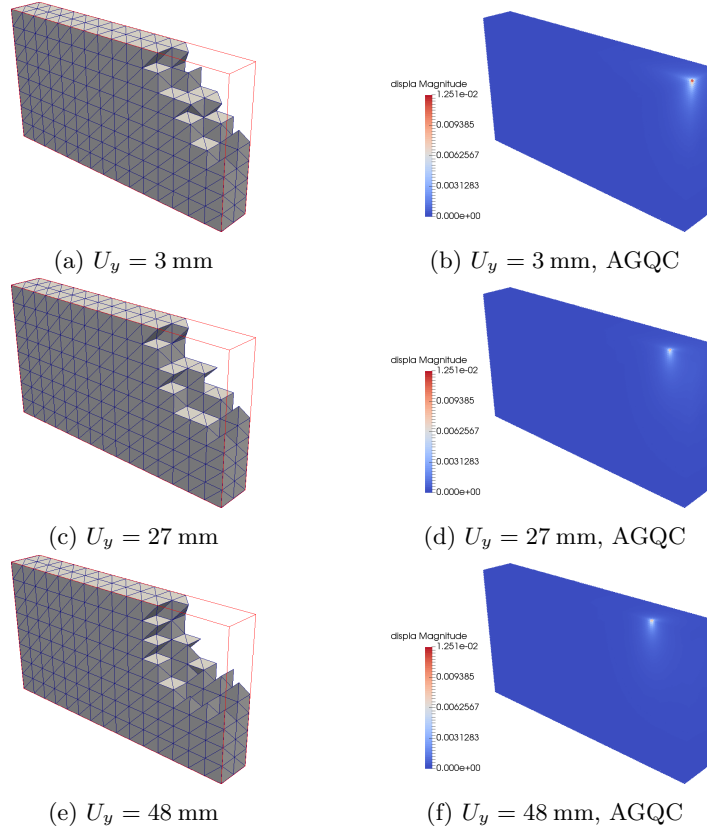 displa Magnitude
1.251e-02
0.009385
0.0062567
0.0031283
0.000e+00
(a) U_y = 3 mm
(b) U_y = 3 mm, AGQC
displa Magnitude
1.251e-02
0.009385
0.0062567
0.0031283
0.000e+00
(c) U_y = 27 mm
(d) U_y = 27 mm, AGQC
displa Magnitude
1.251e-02
0.009385
0.0062567
0.0031283
0.000e+00
(e) U_y = 48 mm
(f) U_y = 48 mm, AGQC